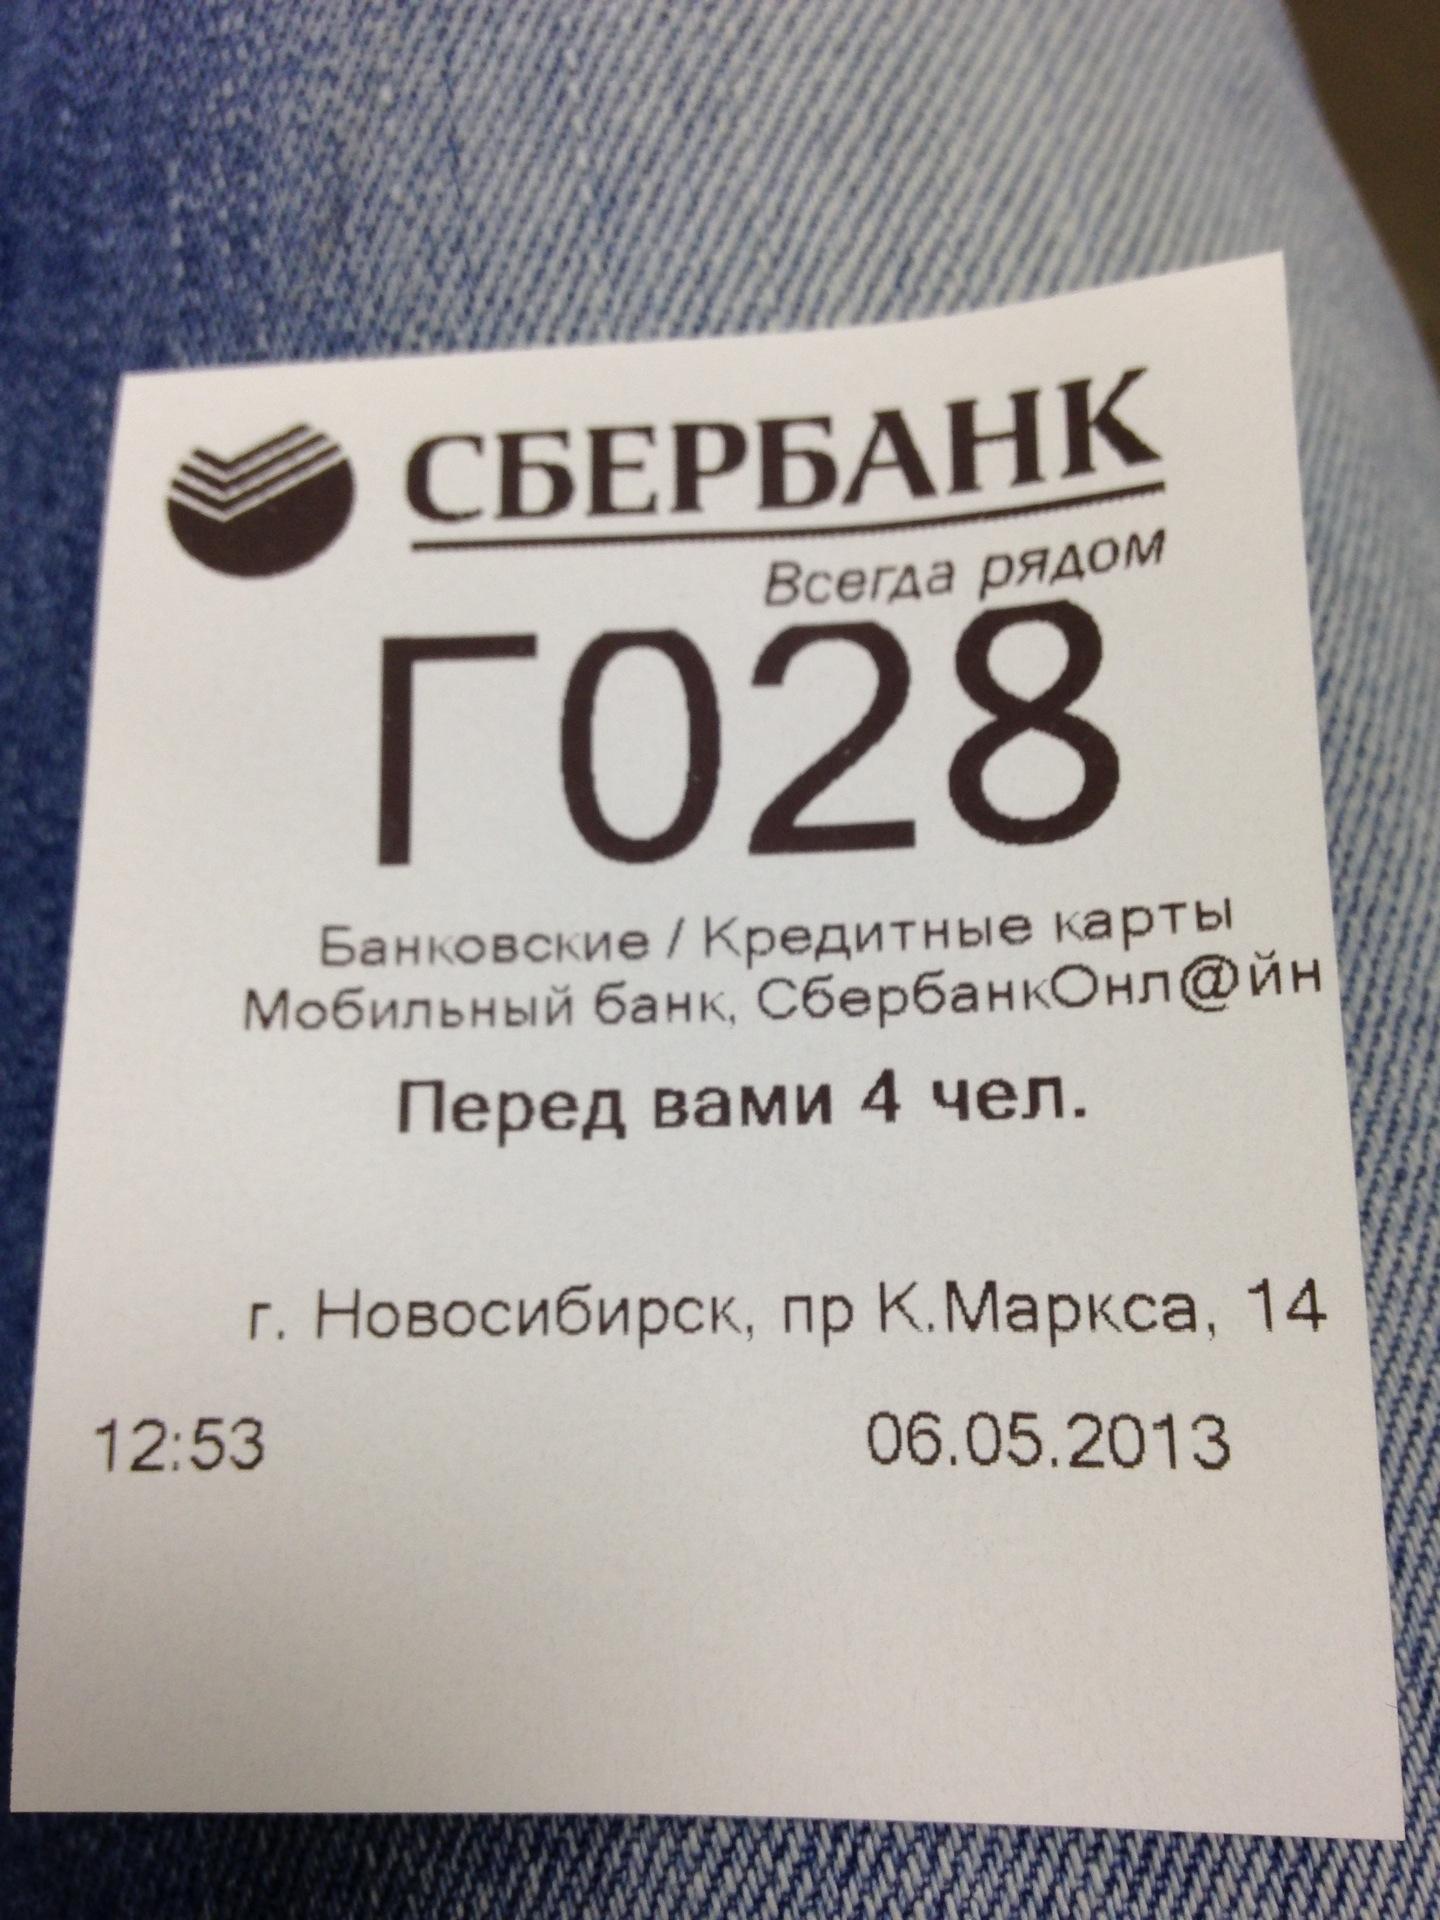 СБЕРБАНК
Всегда рядом
Г028
Банковские / Кредитные карты
Мобильный банк, СбербанкОнл@йн
Перед вами 4 чел.
г. Новосибирск, пр К.Маркса, 14
12:53 06.05.2013